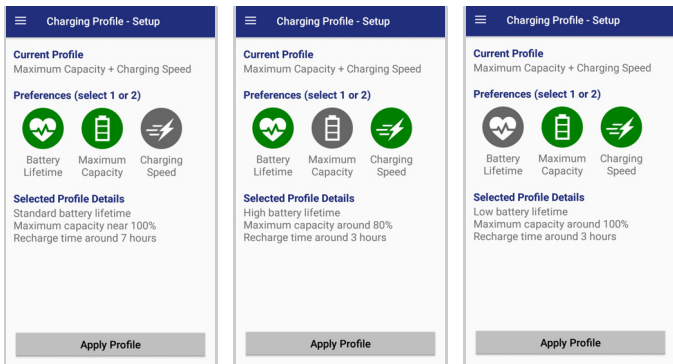 Charging Profile - Setup
Current Profile
Maximum Capacity + Charging Speed
Preferences (select 1 or 2)
Battery Lifetime
Maximum Capacity
Charging Speed
Selected Profile Details
Standard battery lifetime
Maximum capacity near 100%
Recharge time around 7 hours
Apply Profile
Charging Profile - Setup
Current Profile
Maximum Capacity + Charging Speed
Preferences (select 1 or 2)
Battery Lifetime
Maximum Capacity
Charging Speed
Selected Profile Details
High battery lifetime
Maximum capacity around 80%
Recharge time around 3 hours
Apply Profile
Charging Profile - Setup
Current Profile
Maximum Capacity + Charging Speed
Preferences (select 1 or 2)
Battery Lifetime
Maximum Capacity
Charging Speed
Selected Profile Details
Low battery lifetime
Maximum capacity around 100%
Recharge time around 3 hours
Apply Profile